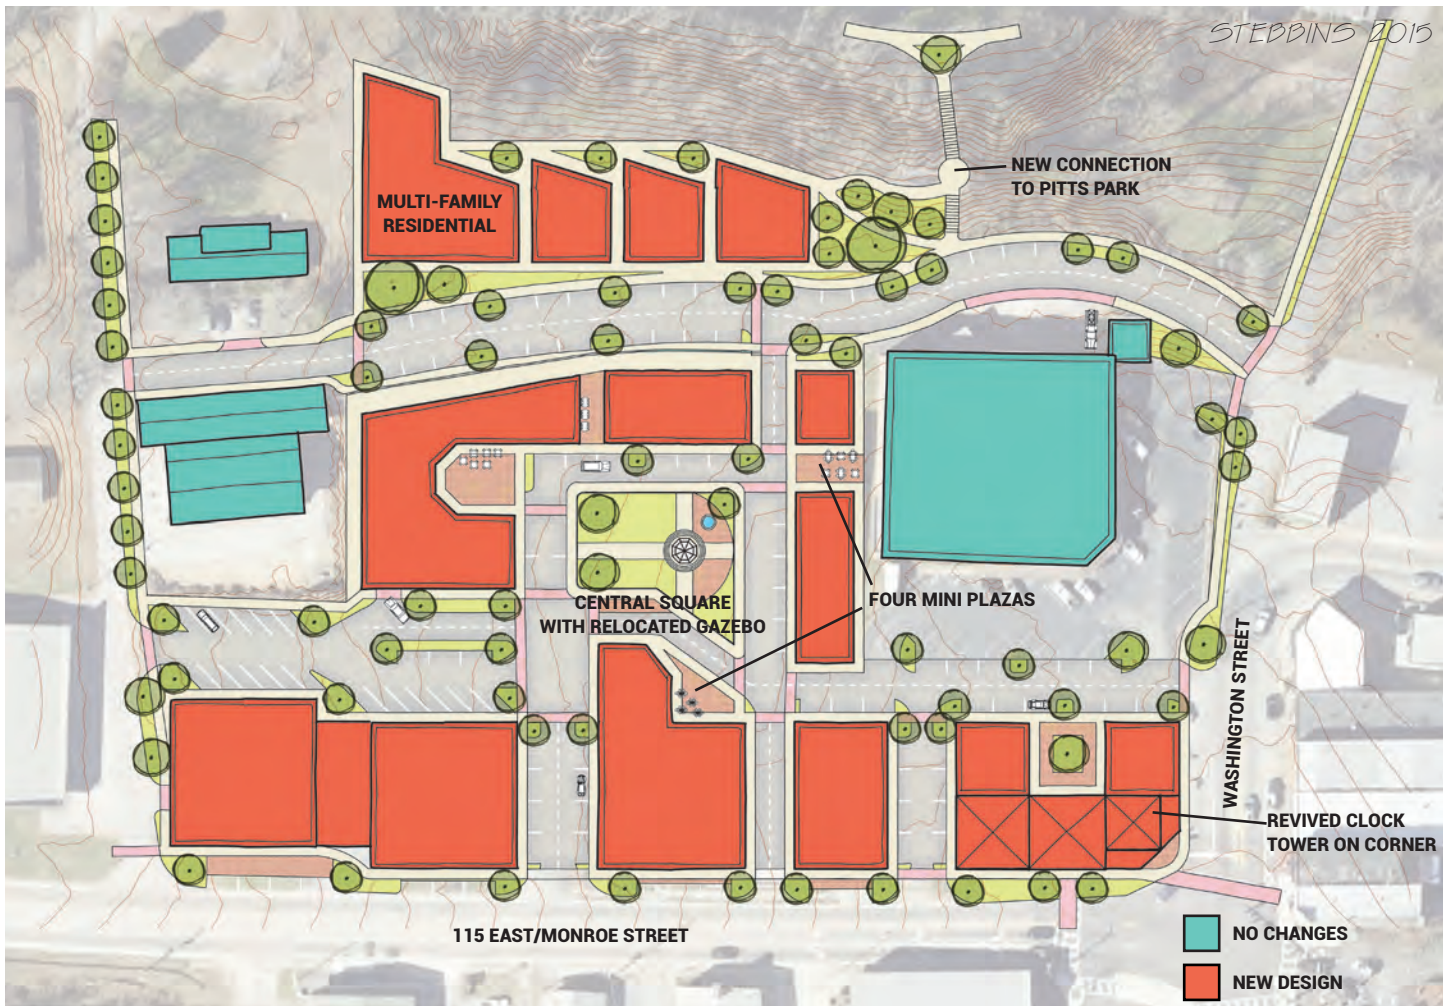 STEBBINS 2015
NEW CONNECTION
TO PITTS PARK
MULTI-FAMILY
RESIDENTIAL
CENTRAL SQUARE
WITH RELOCATED GAZEBO
FOUR MINI PLAZAS
WASHINGTON STREET
REVIVED CLOCK
TOWER ON CORNER
115 EAST/MONROE STREET
NO CHANGES
NEW DESIGN